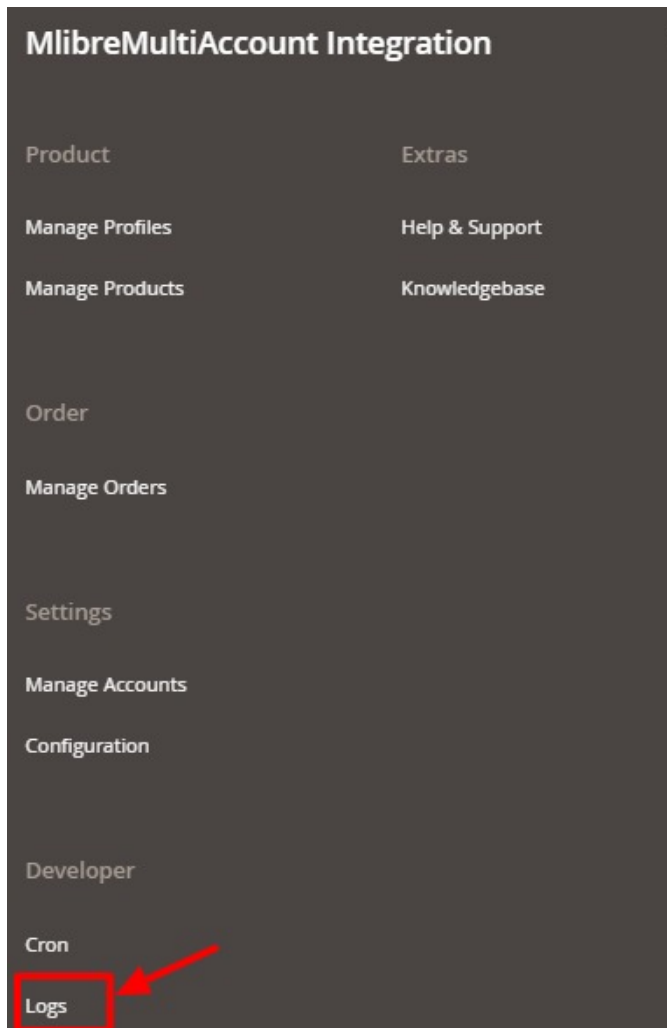 MlibreMultiAccount Integration
Product
Manage Profiles
Manage Products
Extras
Help & Support
Knowledgebase
Order
Manage Orders
Settings
Manage Accounts
Configuration
Developer
Cron
Logs